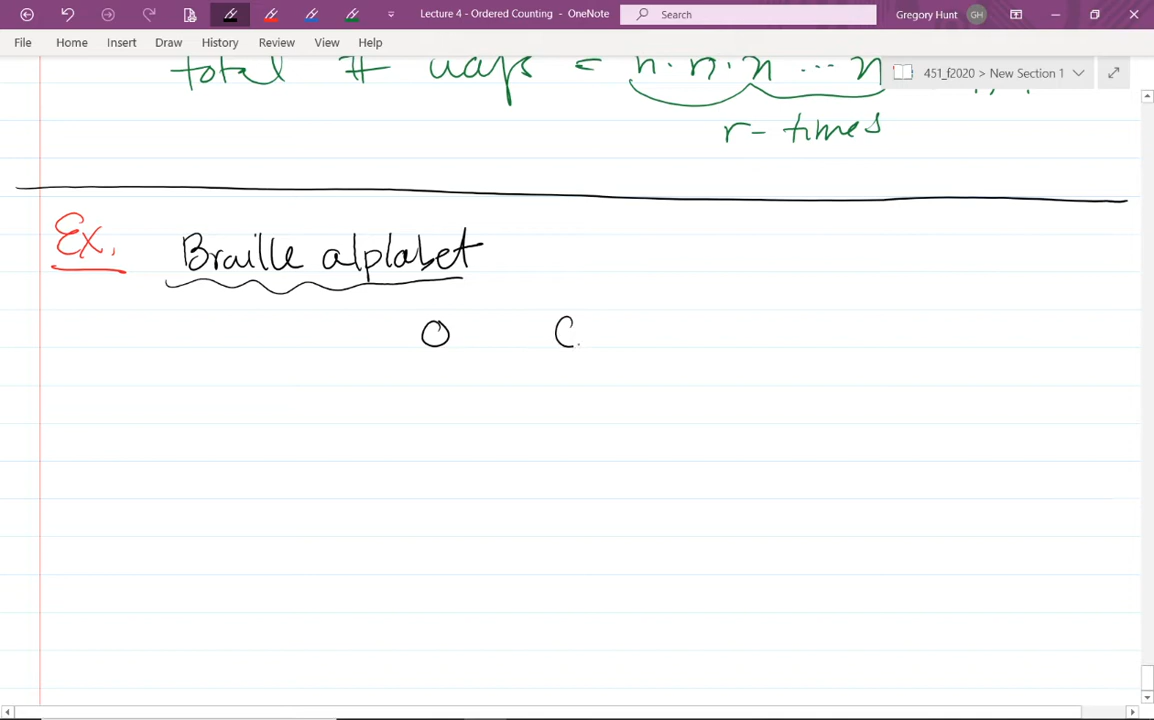 Lecture 4 - Ordered Counting - OneNote
Search
Gregory Hunt GH
File Home Insert Draw History Review View Help
451_f2020 > New Section 1
total # ways = n·n·n ... n
r- times
Ex. Braille alplabet